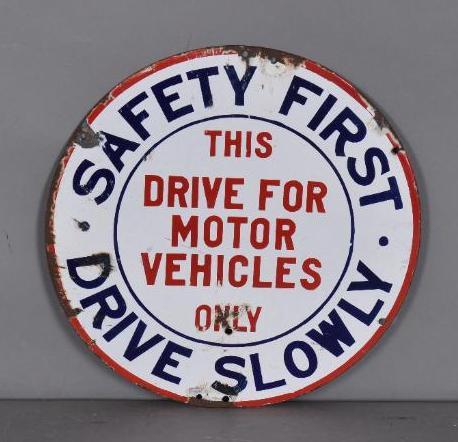 SAFETY FIRST
THIS
DRIVE FOR
MOTOR
VEHICLES
ONLY
DRIVE SLOWLY